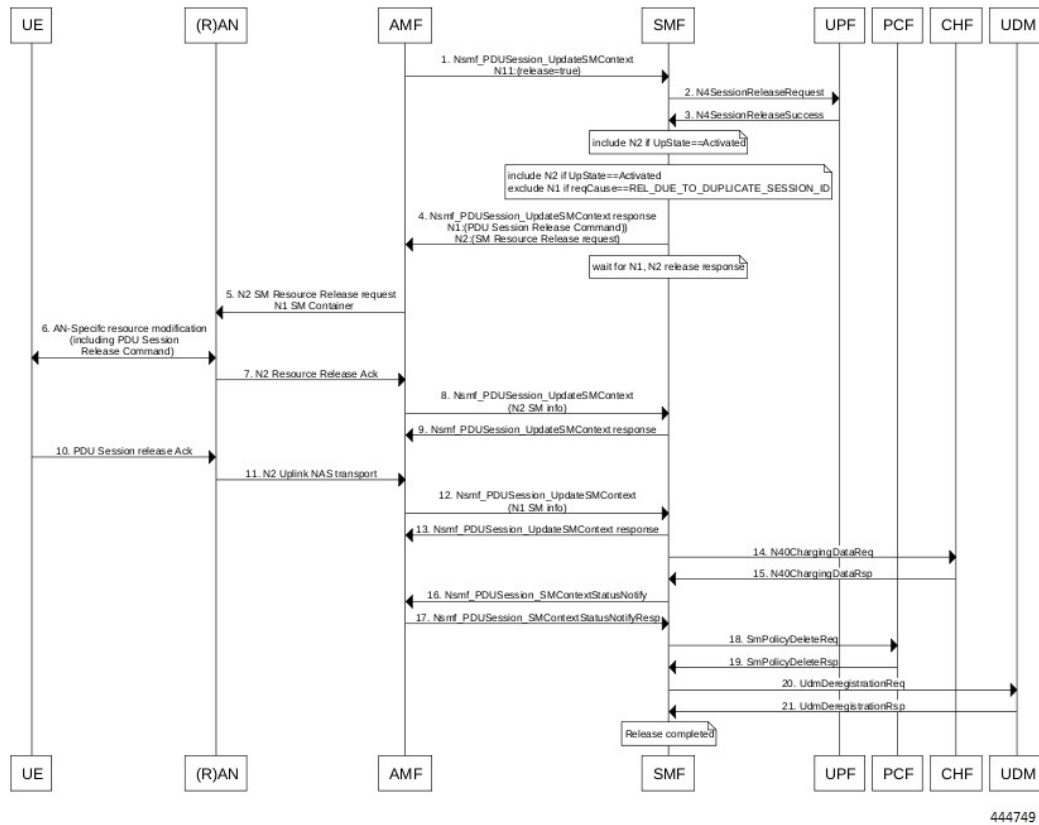 UE
(R)AN
AMF
SMF
UPF
PCF
CHF
UDM
1. Nsmf_PDUSession_UpdateSMContext
N11:(release=true)
2. N4SessionReleaseRequest
3. N4SessionReleaseSuccess
include N2 if UpState==Activated
include N2 if UpState==Activated
exclude N1 if reqCause==REL_DUE_TO_DUPLICATE_SESSION_ID
4. Nsmf_PDUSession_UpdateSMContext response
N1:(PDU Session Release Command))
N2:(SM Resource Release request)
wait for N1, N2 release response
5. N2 SM Resource Release request
N1 SM Container
6. AN-Specifc resource modification
(including PDU Session
Release Command)
7. N2 Resource Release Ack
8. Nsmf_PDUSession_UpdateSMContext
(N2 SM info)
9. Nsmf_PDUSession_UpdateSMContext response
10. PDU Session release Ack
11. N2 Uplink NAS transport
12. Nsmf_PDUSession_UpdateSMContext
(N1 SM info)
13. Nsmf_PDUSession_UpdateSMContext response
14. N40ChargingDataReq
15. N40ChargingDataRsp
16. Nsmf_PDUSession_SMContextStatusNotify
17. Nsmf_PDUSession_SMContextStatusNotifyResp
18. SmPolicyDeleteReq
19. SmPolicyDeleteRsp
20. UdmDeregistrationReq
21. UdmDeregistrationRsp
Release completed
UE
(R)AN
AMF
SMF
UPF
PCF
CHF
UDM
444749